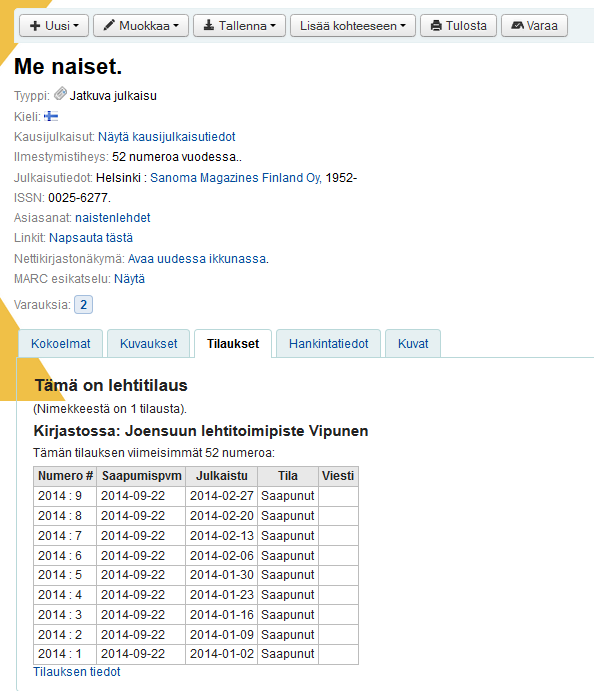 Uusi Muokkaa Tallenna Lisää kohteeseen Tulosta Varaa
Me naiset.
Tyyppi: Jatkuva julkaisu
Kieli:
Kausijulkaisut: Näytä kausijulkaisutiedot
Ilmestymistiheys: 52 numeroa vuodessa..
Julkaisutiedot: Helsinki : Sanoma Magazines Finland Oy, 1952-
ISSN: 0025-6277.
Asiasanat: naistenlehdet
Linkit: Napsauta tästä
Nettikirjastonäkymä: Avaa uudessa ikkunassa.
MARC esikatselu: Näytä
Varauksia: 2
Kokoelmat Kuvaukset Tilaukset Hankintatiedot Kuvat
Tämä on lehtitilaus
(Nimekkeestä on 1 tilausta).
Kirjastossa: Joensuun lehtitoimipiste Vipunen
Tämän tilauksen viimeisimmät 52 numeroa:
Numero # Saapumispvm Julkaistu Tila Viesti
2014 : 9 2014-09-22 2014-02-27 Saapunut
2014 : 8 2014-09-22 2014-02-20 Saapunut
2014 : 7 2014-09-22 2014-02-13 Saapunut
2014 : 6 2014-09-22 2014-02-06 Saapunut
2014 : 5 2014-09-22 2014-01-30 Saapunut
2014 : 4 2014-09-22 2014-01-23 Saapunut
2014 : 3 2014-09-22 2014-01-16 Saapunut
2014 : 2 2014-09-22 2014-01-09 Saapunut
2014 : 1 2014-09-22 2014-01-02 Saapunut
Tilauksen tiedot